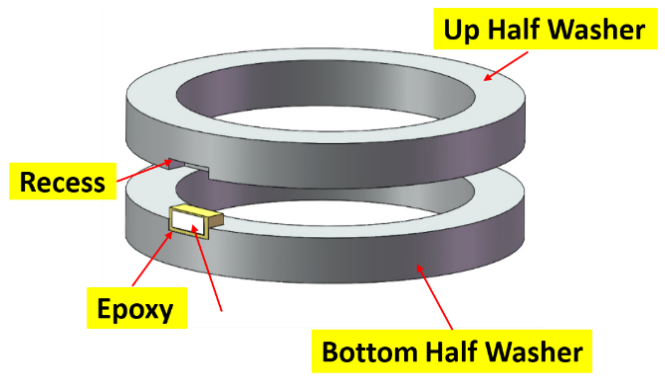 Up Half Washer
Recess
Epoxy
Bottom Half Washer